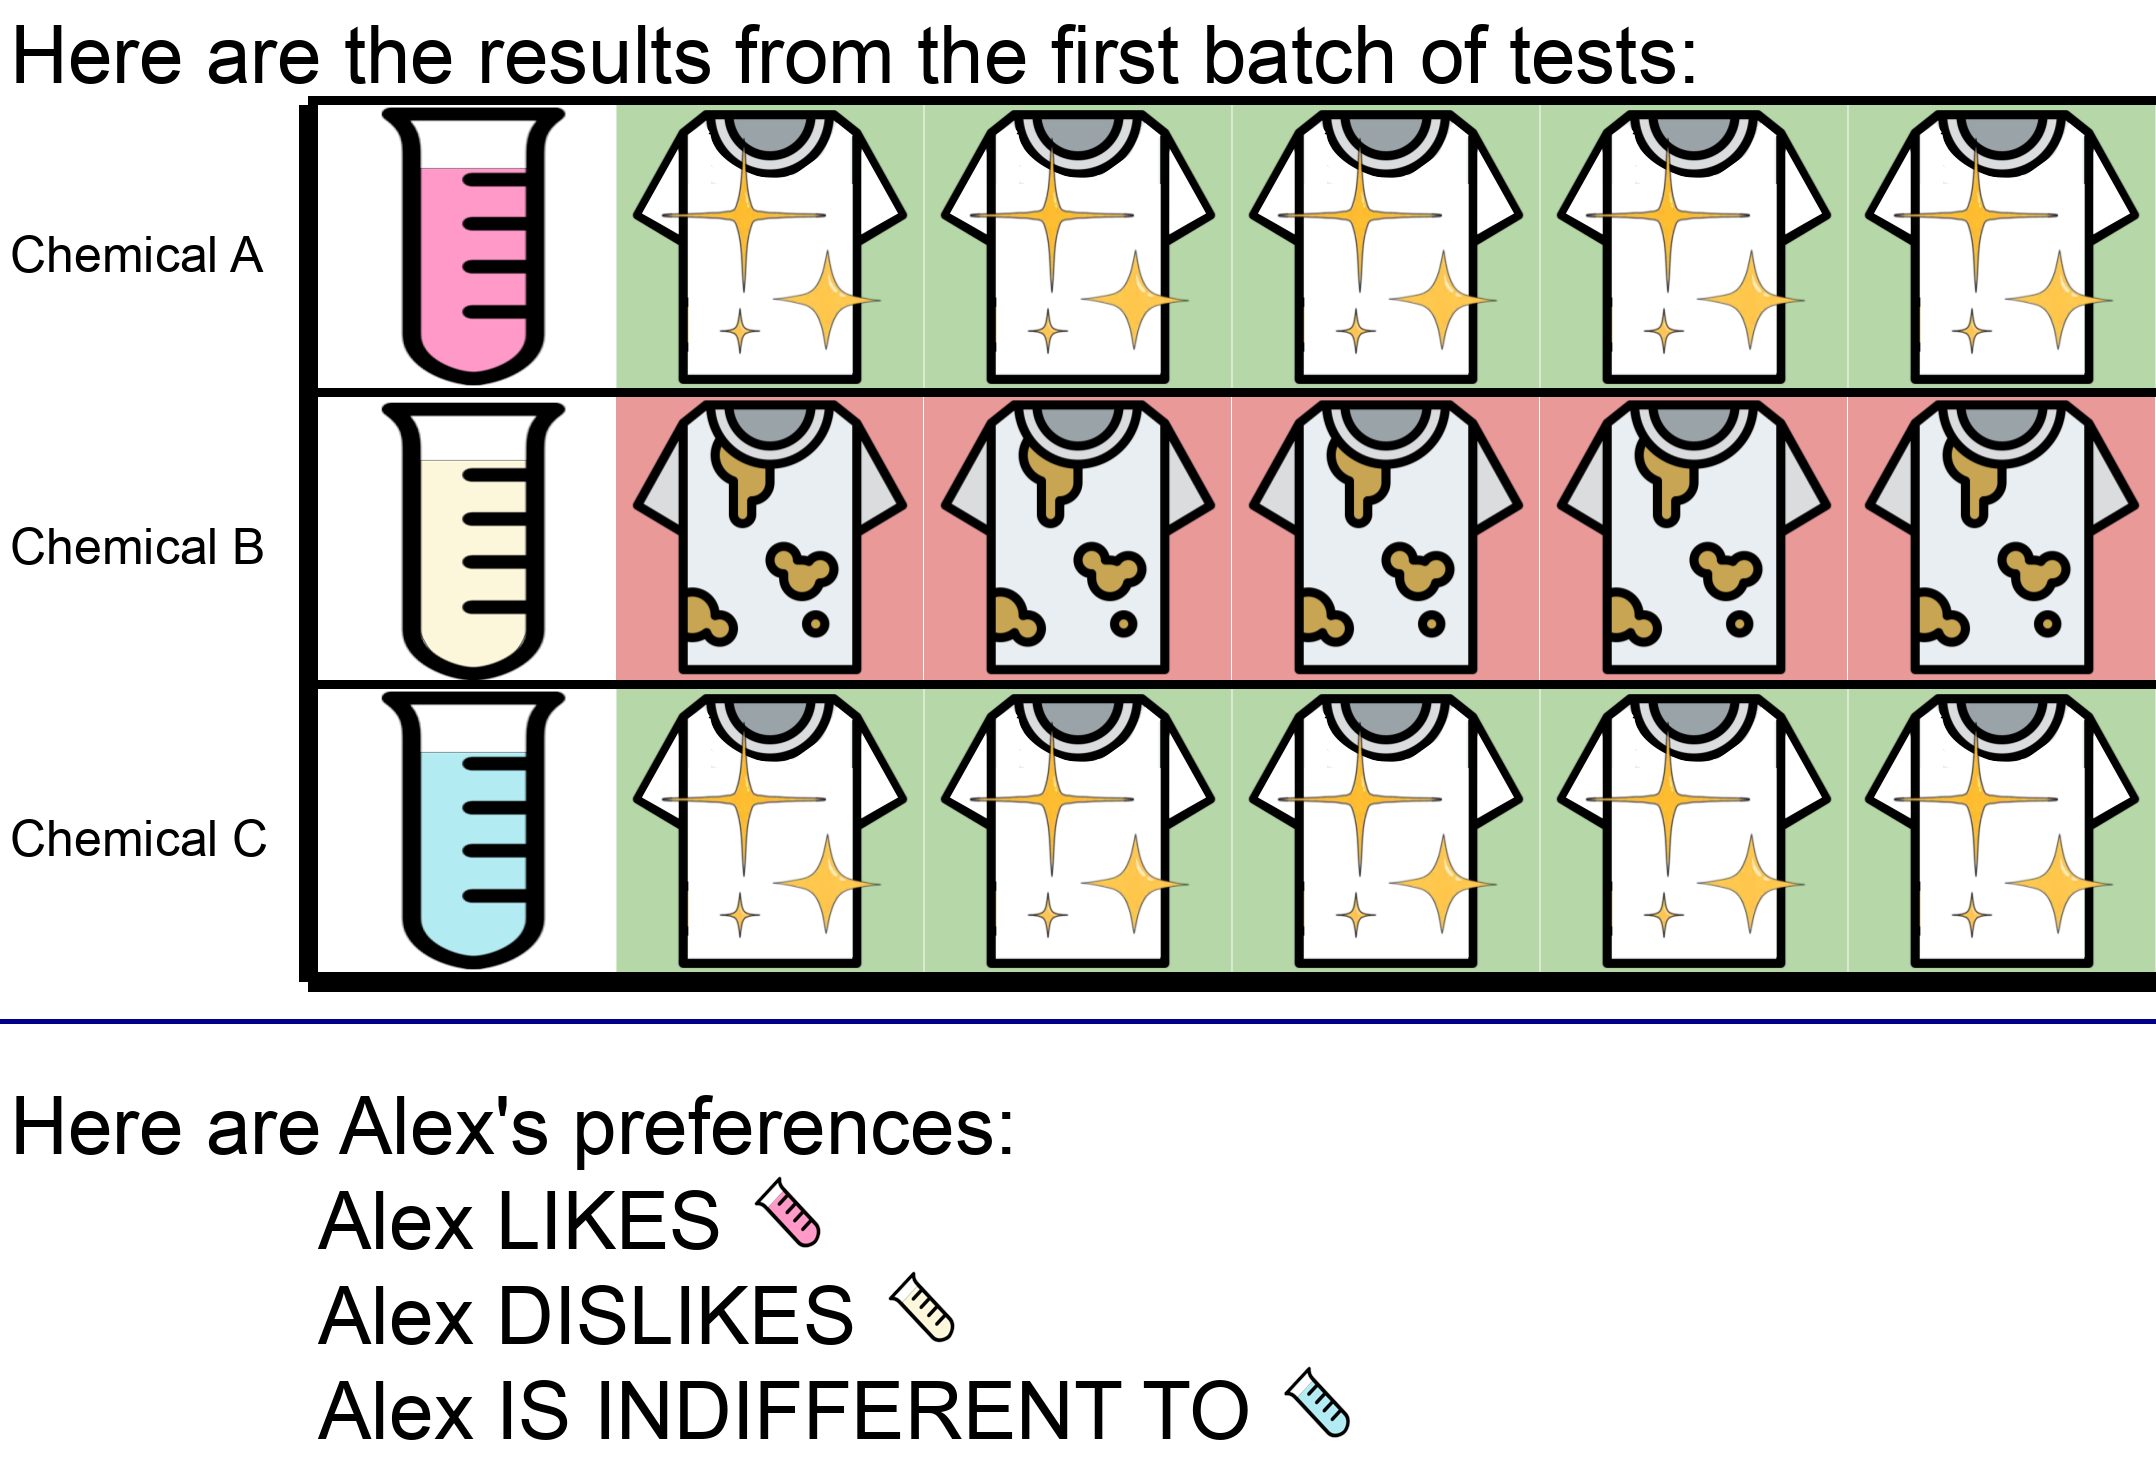 Here are the results from the first batch of tests:
Chemical A
Chemical B
Chemical C
Here are Alex's preferences:
Alex LIKES
Alex DISLIKES
Alex IS INDIFFERENT TO